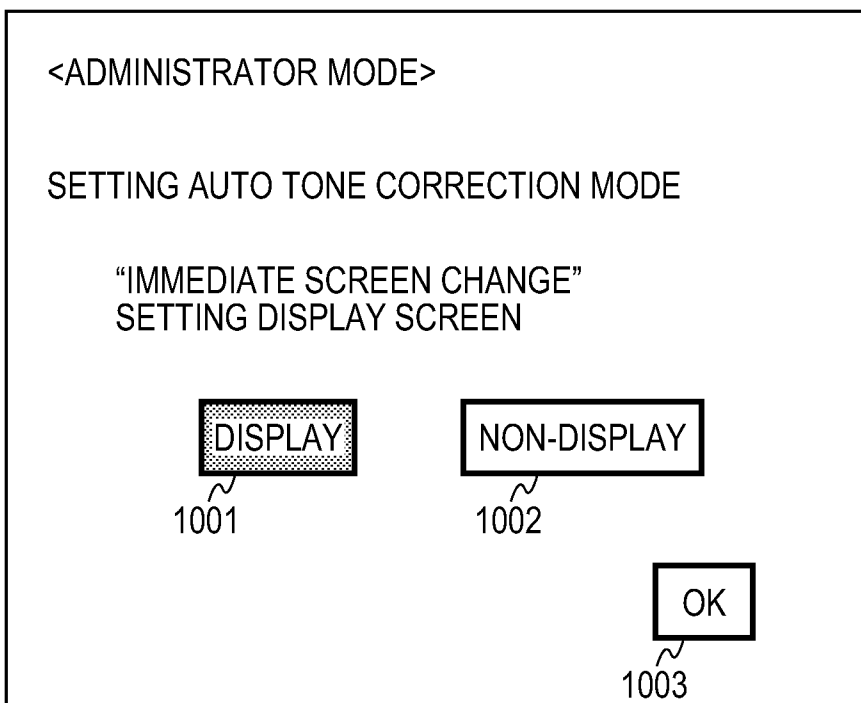 <ADMINISTRATOR MODE>
SETTING AUTO TONE CORRECTION MODE
“IMMEDIATE SCREEN CHANGE”
SETTING DISPLAY SCREEN
DISPLAY NON-DISPLAY
1001 1002
OK
1003